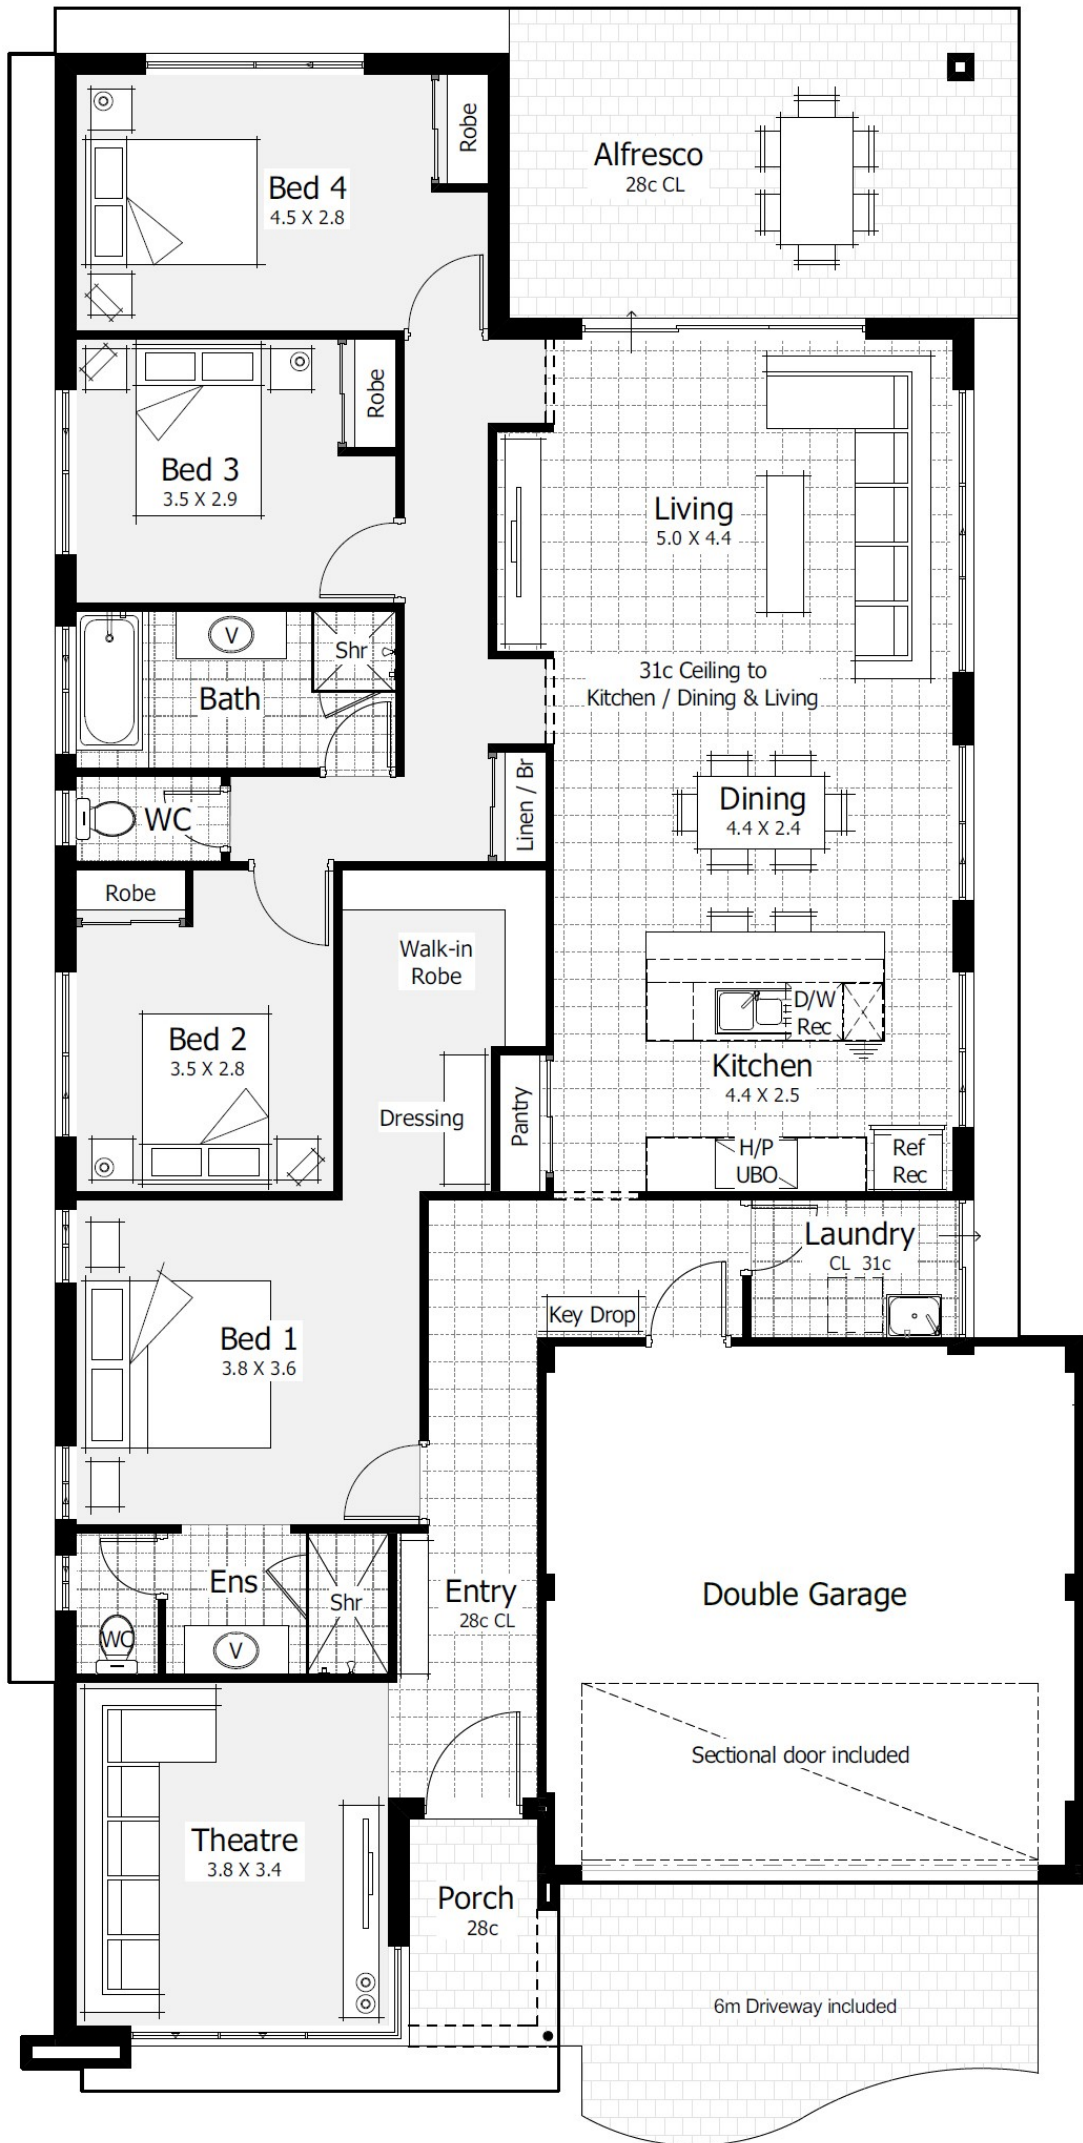 Robe
Bed 4
4.5 X 2.8
Alfresco
28c CL
Robe
Bed 3
3.5 X 2.9
Living
5.0 X 4.4
V
Shr
Bath
31c Ceiling to
Kitchen / Dining & Living
WC
Linen / Br
Dining
4.4 X 2.4
Robe
Walk-in
Robe
D/W
Rec
Bed 2
3.5 X 2.8
Kitchen
4.4 X 2.5
Dressing
Pantry
H/P
UBO
Ref
Rec
Laundry
CL 31c
Key Drop
Bed 1
3.8 X 3.6
Ens
Shr
WC
V
Entry
28c CL
Double Garage
Sectional door included
Theatre
3.8 X 3.4
Porch
28c
6m Driveway included